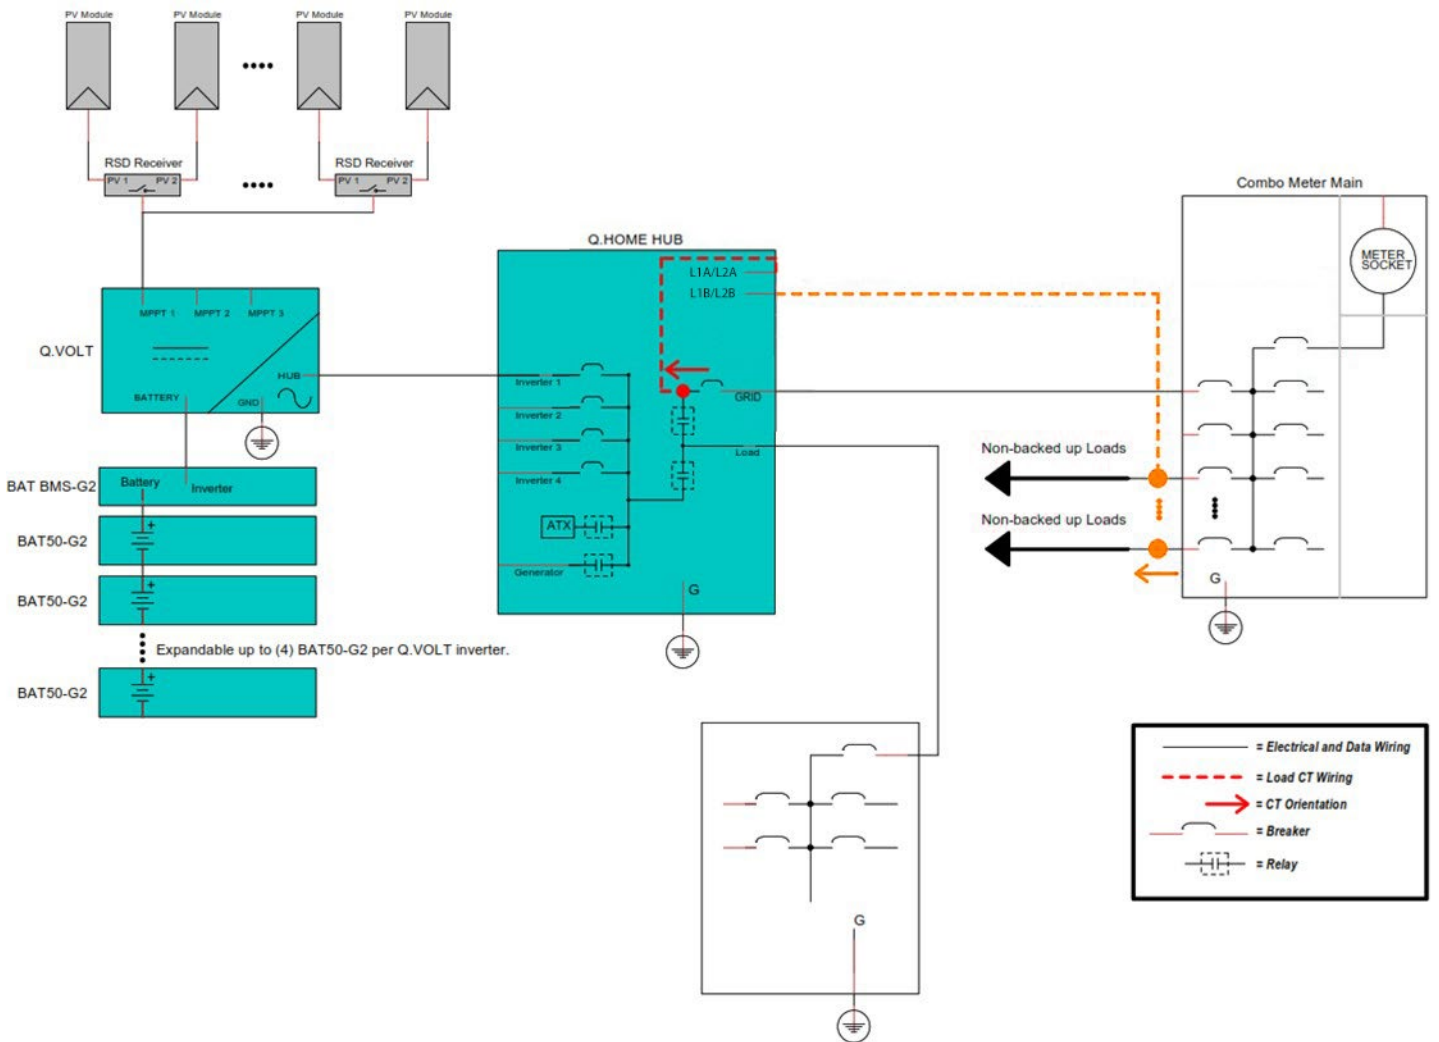 PV Module
PV Module
PV Module
PV Module
RSD Receiver
PV 1 PV 2
RSD Receiver
PV 1 PV 2
Combo Meter Main
METER
SOCKET
Q.HOME HUB
L1A/L2A
L1B/L2B
Q.VOLT
MPPT 1 MPPT 2 MPPT 3
HUB
BATTERY
GND
Inverter 1
Inverter 2
Inverter 3
Inverter 4
GRID
Load
ATX
Generator
G
Non-backed up Loads
Non-backed up Loads
G
BAT BMS-G2
Battery
Inverter
BAT50-G2
+
BAT50-G2
+
Expandable up to (4) BAT50-G2 per Q.VOLT inverter.
BAT50-G2
+
G
= Electrical and Data Wiring
= Load CT Wiring
= CT Orientation
= Breaker
= Relay